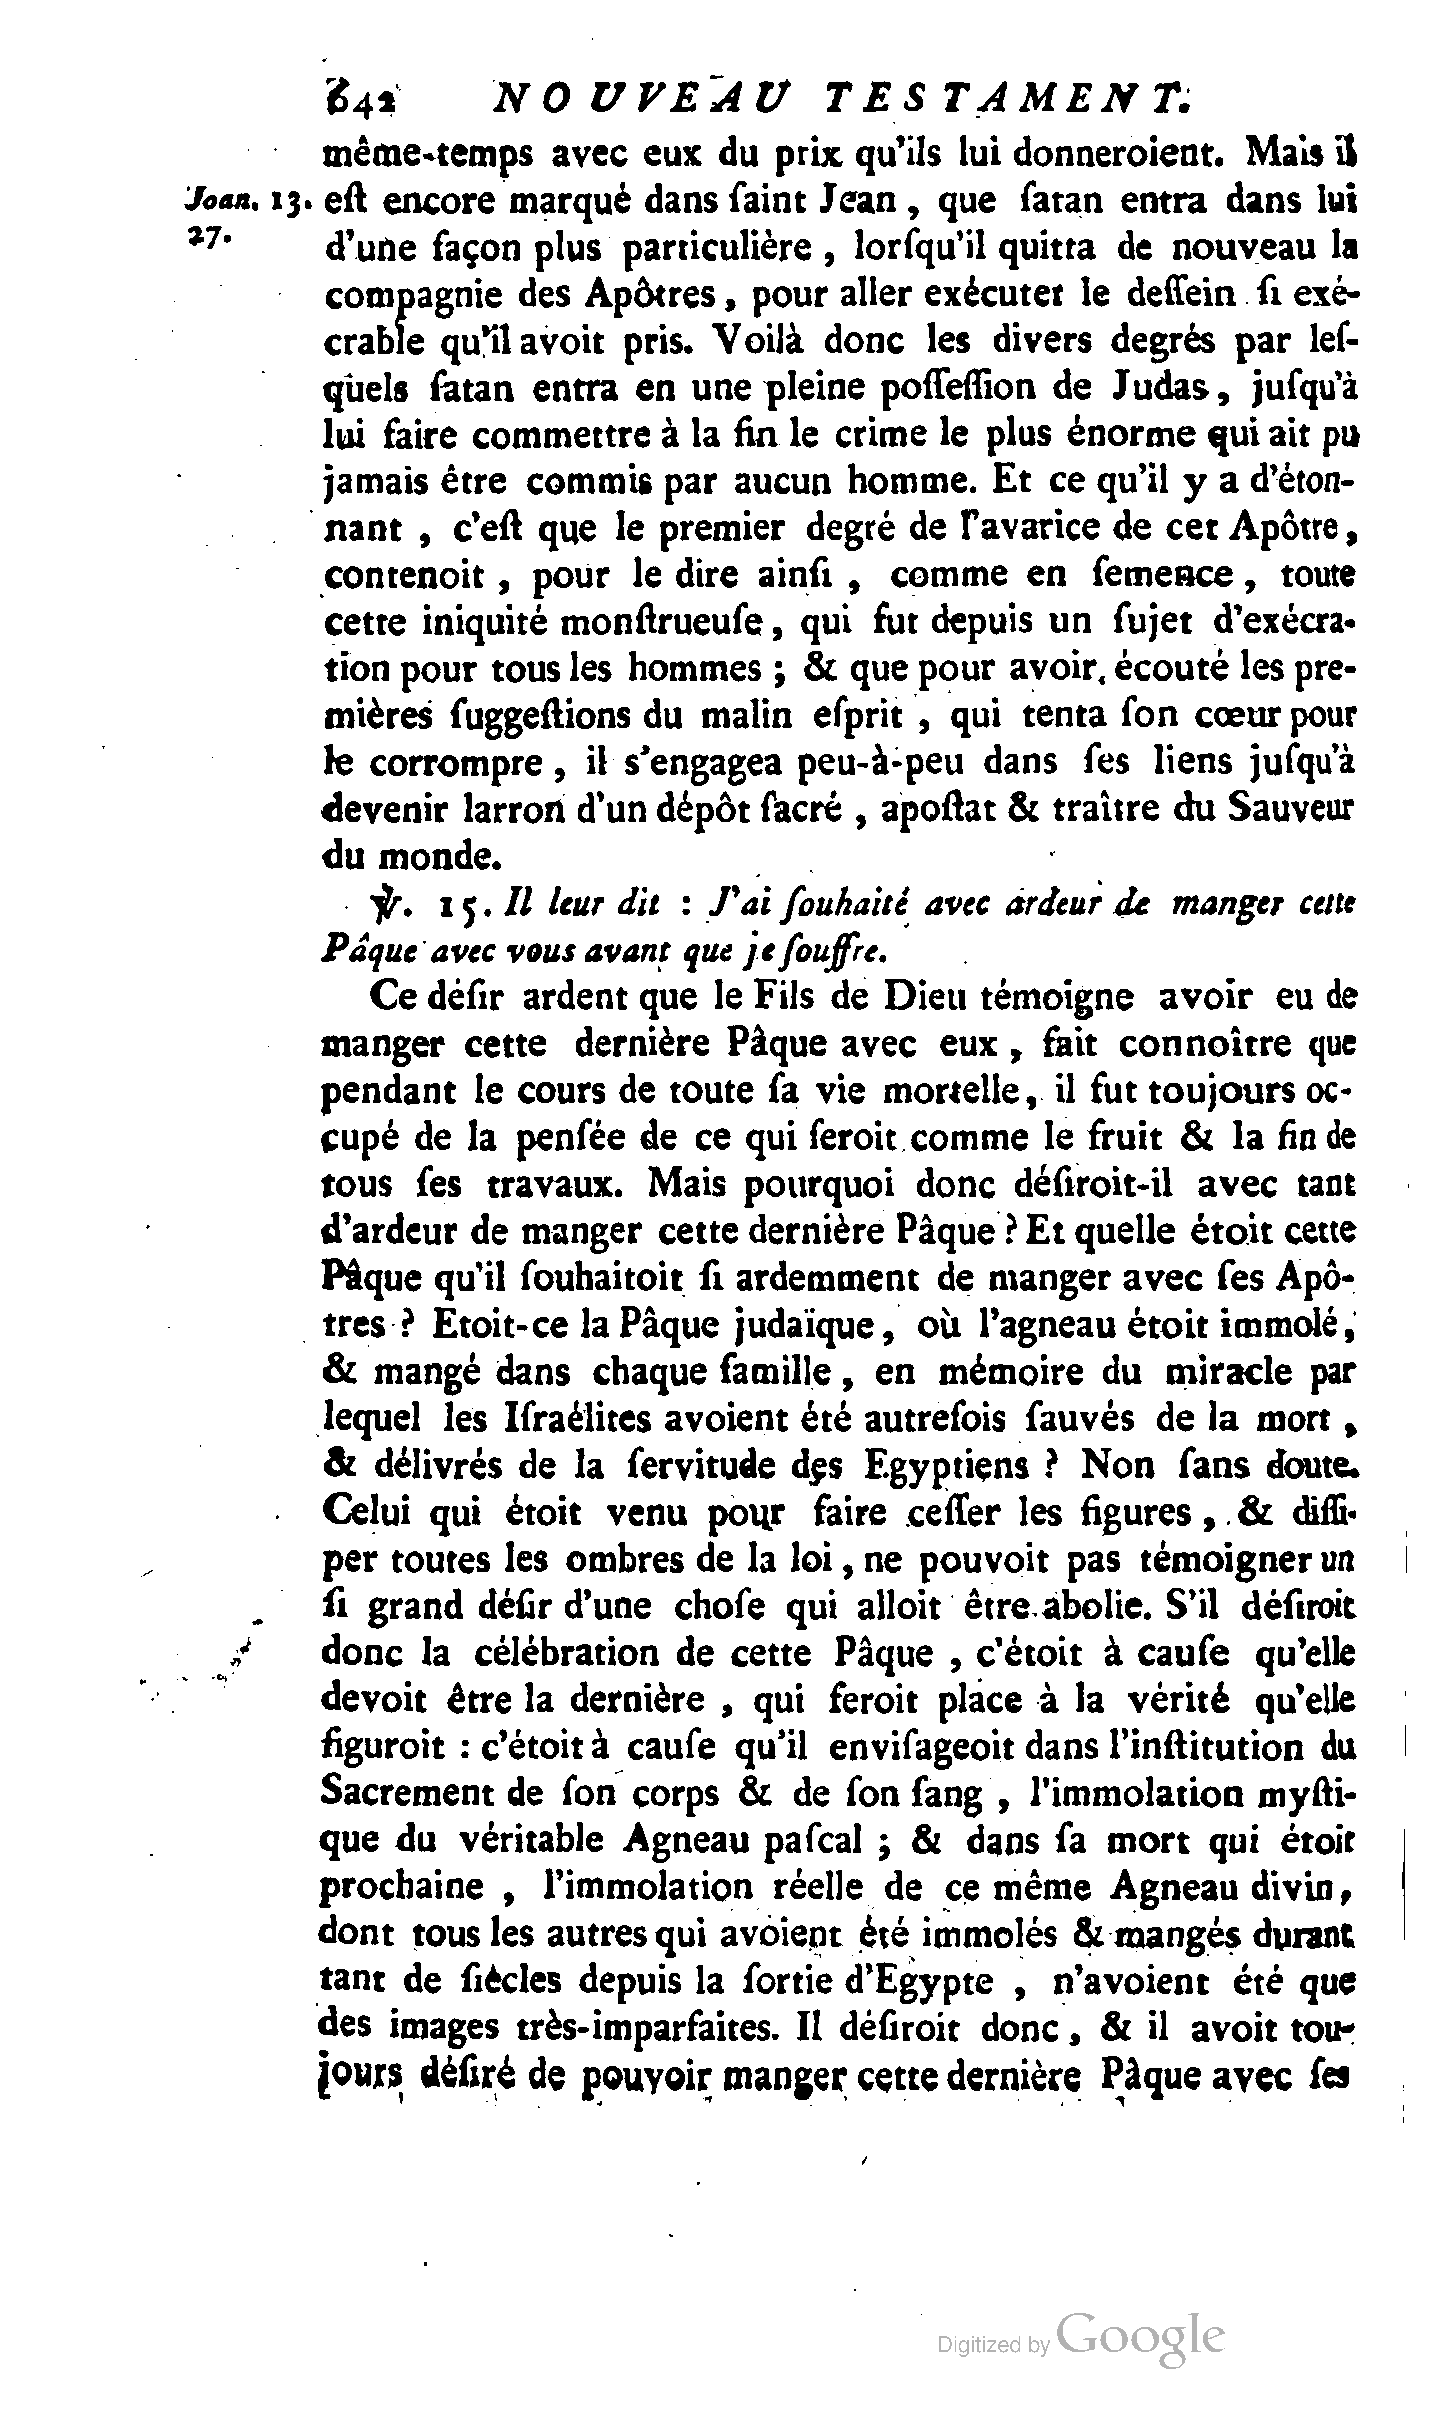 642 NOUVEAU TESTAMENT.
même-temps avec eux du prix qu'ils lui donneroient. Mais il
Joan. 13. eſt encore marqué dans ſaint Jean, que ſatan entra dans lui
27. d'une façon plus particulière, lorſqu'il quitta de nouveau la
compagnie des Apôtres, pour aller exécuter le deſſein ſi exé-
crable qu'il avoit pris. Voilà donc les divers degrés par leſ-
quels ſatan entra en une pleine poſſeſſion de Judas, juſqu'à
lui faire commettre à la fin le crime le plus énorme qui ait pu
jamais être commis par aucun homme. Et ce qu'il y a d'éton-
nant, c'eſt que le premier degré de l'avarice de cet Apôtre,
contenoit, pour le dire ainſi, comme en ſemence, toute
cette iniquité monſtrueuſe, qui fut depuis un ſujet d'exécra-
tion pour tous les hommes ; & que pour avoir écouté les pre-
mières ſuggeſtions du malin eſprit, qui tenta ſon cœur pour
le corrompre, il s'engagea peu-à-peu dans ſes liens juſqu'à
devenir larron d'un dépôt ſacré, apoſtat & traître du Sauveur
du monde.
℣. 15. Il leur dit : J'ai ſouhaité avec ardeur de manger cette
Pâque avec vous avant que je ſouffre.
Ce déſir ardent que le Fils de Dieu témoigne avoir eu de
manger cette dernière Pâque avec eux, fait connoître que
pendant le cours de toute ſa vie mortelle, il fut toujours oc-
cupé de la penſée de ce qui ſeroit comme le fruit & la fin de
tous ſes travaux. Mais pourquoi donc déſiroit-il avec tant
d'ardeur de manger cette dernière Pâque ? Et quelle étoit cette
Pâque qu'il ſouhaitoit ſi ardemment de manger avec ſes Apô-
tres ? Etoit-ce la Pâque judaïque, où l'agneau étoit immolé,
& mangé dans chaque famille, en mémoire du miracle par
lequel les Iſraélites avoient été autrefois ſauvés de la mort,
& délivrés de la ſervitude des Egyptiens ? Non ſans doute.
Celui qui étoit venu pour faire ceſſer les figures, & diſſi-
per toutes les ombres de la loi, ne pouvoit pas témoigner un
ſi grand déſir d'une choſe qui alloit être abolie. S'il déſiroit
donc la célébration de cette Pâque, c'étoit à cauſe qu'elle
devoit être la dernière, qui feroit place à la vérité qu'elle
figuroit : c'étoit à cauſe qu'il enviſageoit dans l'inſtitution du
Sacrement de ſon corps & de ſon ſang, l'immolation myſti-
que du véritable Agneau paſcal ; & dans ſa mort qui étoit
prochaine, l'immolation réelle de ce même Agneau divin,
dont tous les autres qui avoient été immolés & mangés durant
tant de ſiècles depuis la ſortie d'Egypte, n'avoient été que
des images très-imparfaites. Il déſiroit donc, & il avoit tou-
jours déſiré de pouvoir manger cette dernière Pâque avec ſes
Digitized by Google